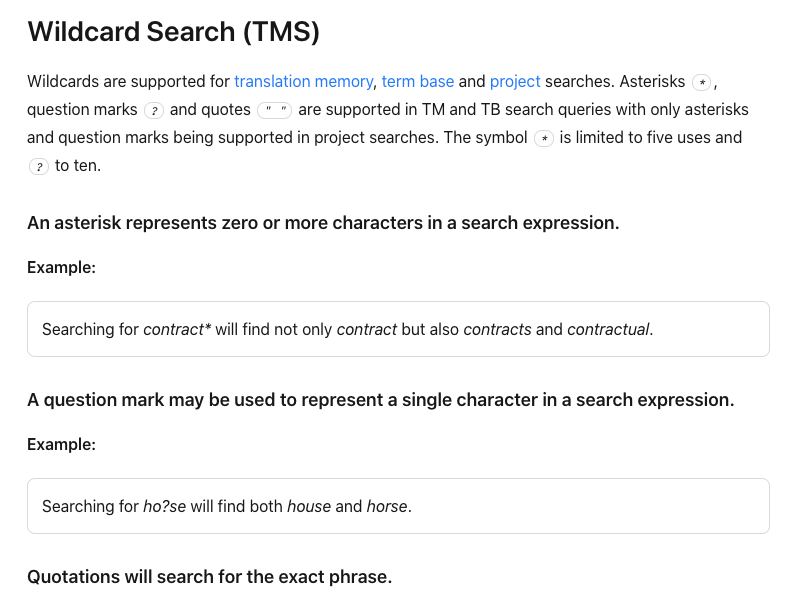 Wildcard Search (TMS)
Wildcards are supported for translation memory, term base and project searches. Asterisks * ,
question marks ? and quotes " " are supported in TM and TB search queries with only asterisks
and question marks being supported in project searches. The symbol * is limited to five uses and
? to ten.
An asterisk represents zero or more characters in a search expression.
Example:
Searching for contract* will find not only contract but also contracts and contractual.
A question mark may be used to represent a single character in a search expression.
Example:
Searching for ho?se will find both house and horse.
Quotations will search for the exact phrase.